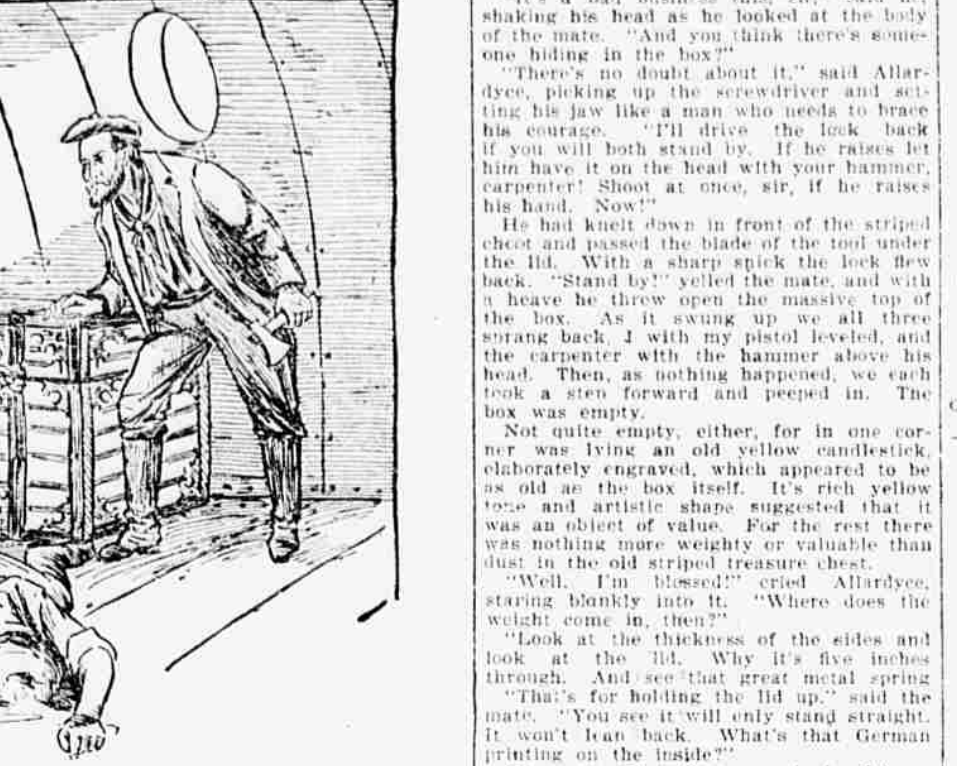 shaking his head as he looked at the body
of the mate. "And you think there's some-
one hiding in the box?"
"There's no doubt about it," said Allar-
dyce, picking up the screwdriver and set-
ting his jaw like a man who needs to brace
his courage. "I'll drive the lock back
if you will both stand by. If he raises let
him have it on the head with your hammer,
carpenter! Shoot at once, sir, if he raises
his hand. Now!"
He had knelt down in front of the striped
cheot and passed the blade of the tool under
the lid. With a sharp snick the lock flew
back. "Stand by!" yelled the mate, and with
a heave he threw open the massive top of
the box. As it swung up we all three
sprang back, I with my pistol leveled, and
the carpenter with the hammer above his
head. Then, as nothing happened, we each
took a step forward and peeped in. The
box was empty.
Not quite empty, either, for in one cor-
ner was lying an old yellow candlestick,
elaborately engraved, which appeared to be
as old as the box itself. It's rich yellow
tone and artistic shape suggested that it
was an object of value. For the rest there
was nothing more weighty or valuable than
dust in the old striped treasure chest.
"Well, I'm blessed!" cried Allardyce,
staring blankly into it. "Where does the
weight come in, then?"
"Look at the thickness of the sides and
look at the lid. Why it's five inches
through. And see that great metal spring
"That's for holding the lid up," said the
mate. "You see it will only stand straight.
It won't lean back. What's that German
printing on the inside?"